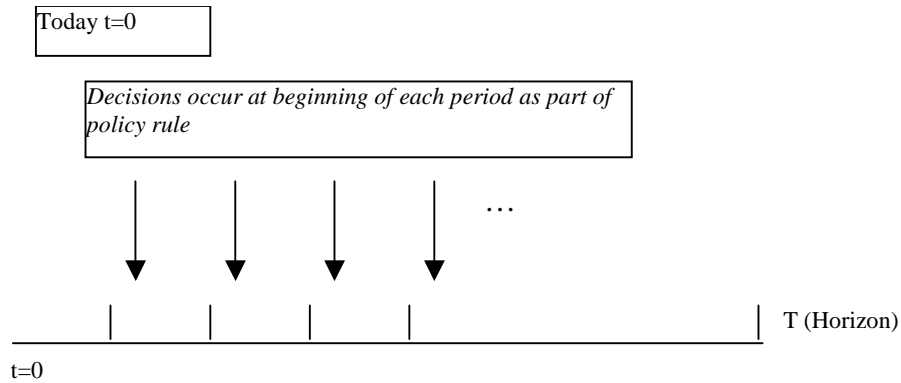 Today t=0
Decisions occur at beginning of each period as part of
policy rule
…
T (Horizon)
t=0